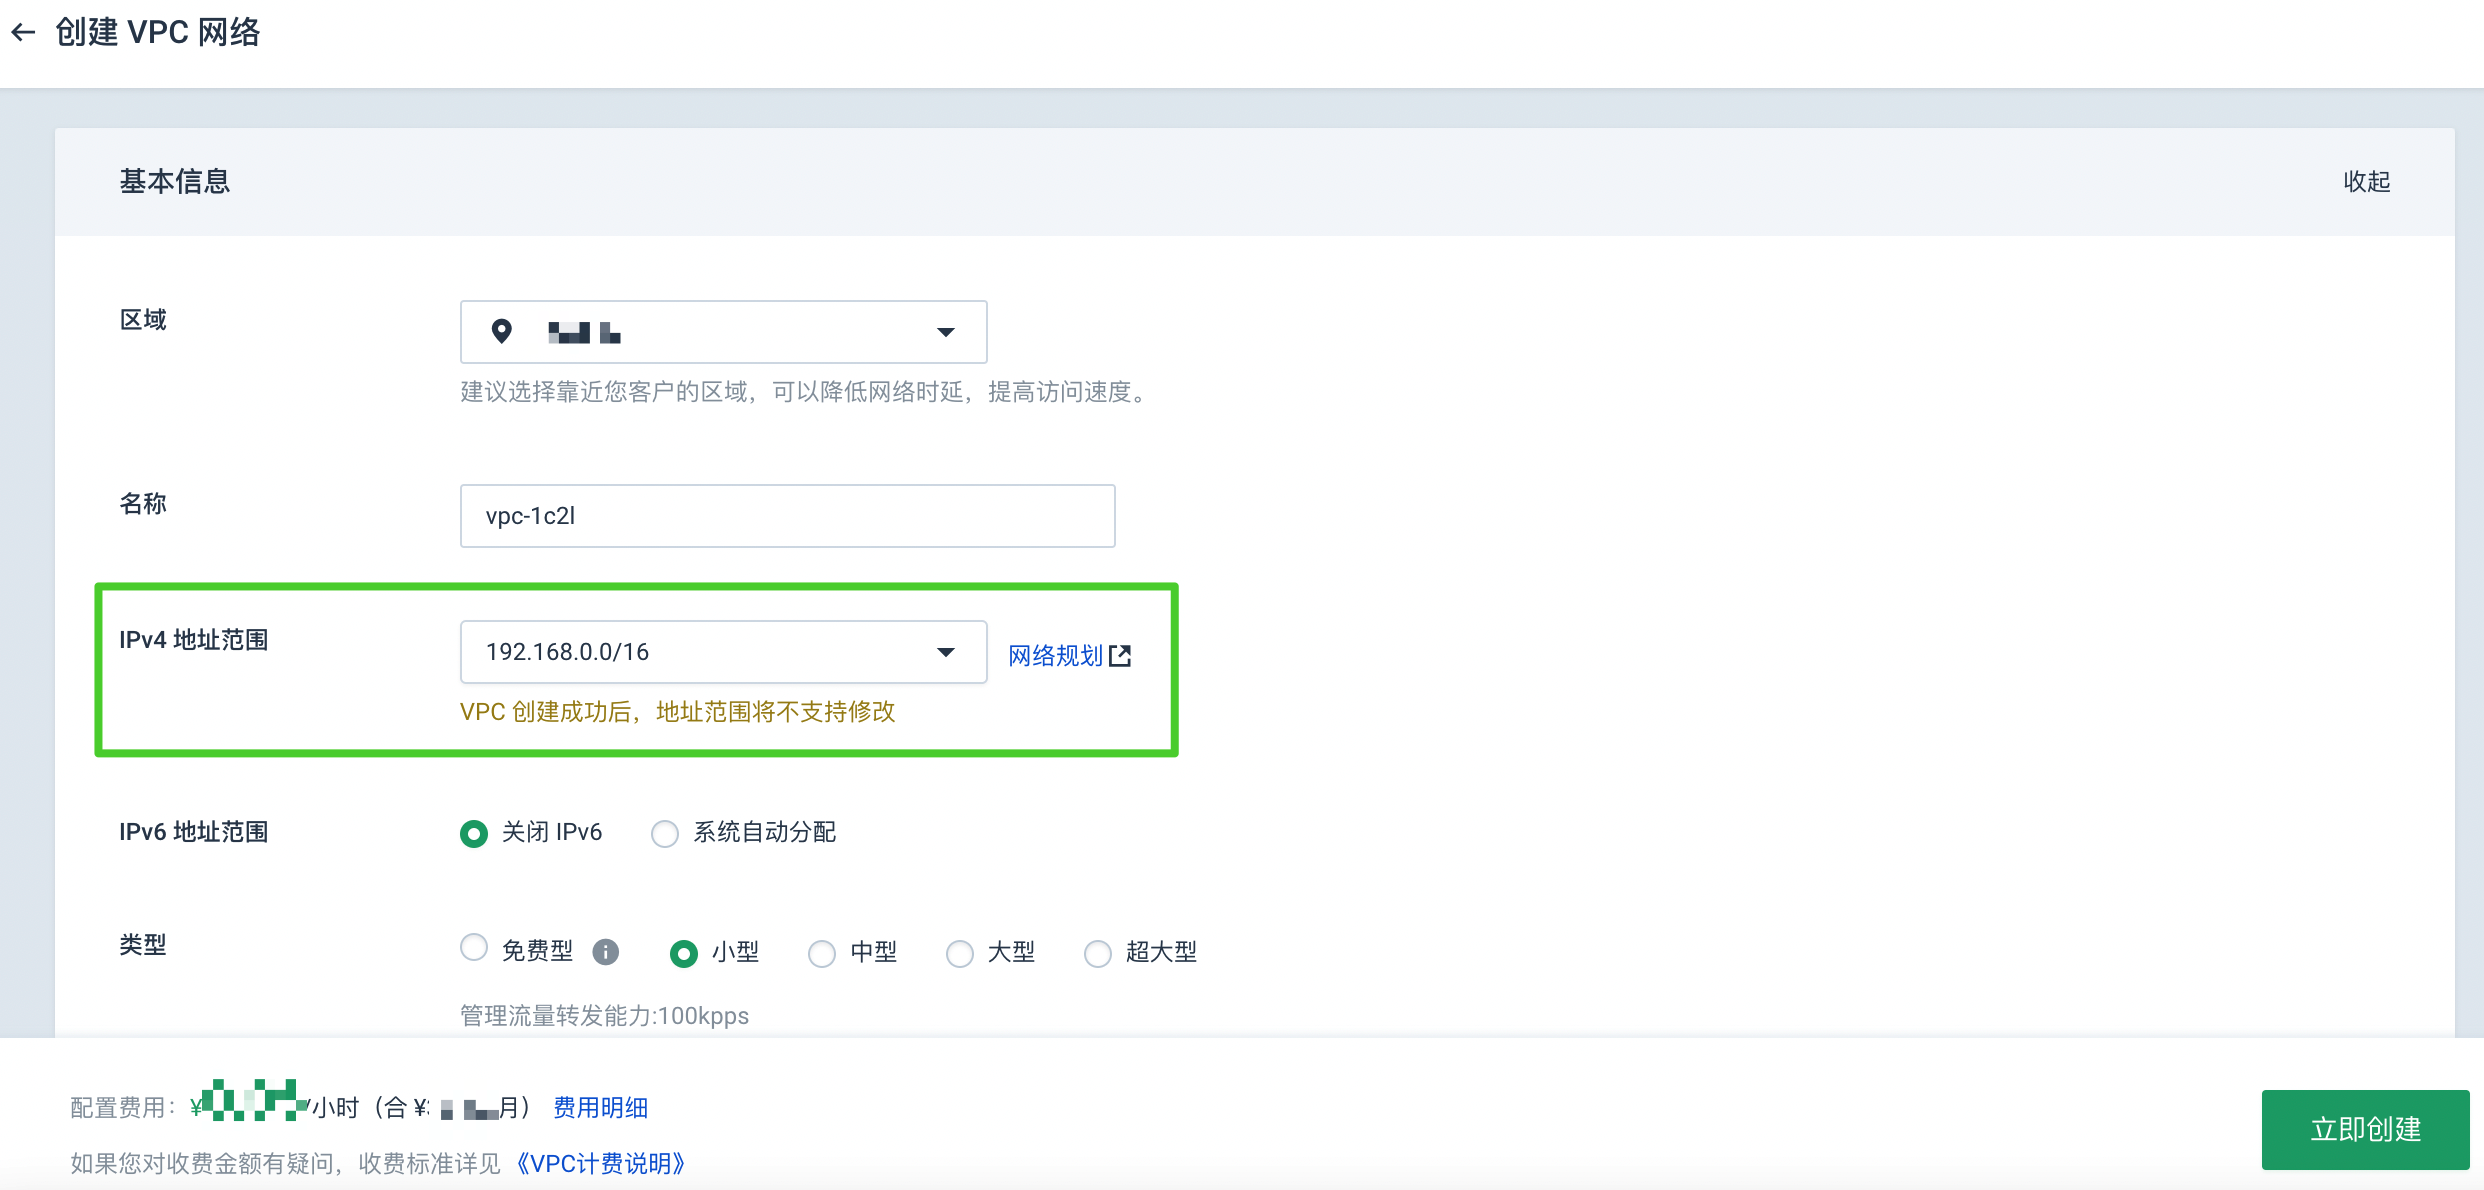 创建 VPC 网络
基本信息
收起
区域
建议选择靠近您客户的区域，可以降低网络时延，提高访问速度。
名称
vpc-1c2l
IPv4 地址范围
192.168.0.0/16
网络规划
VPC 创建成功后，地址范围将不支持修改
IPv6 地址范围
关闭 IPv6
系统自动分配
类型
免费型
小型
中型
大型
超大型
管理流量转发能力:100kpps
配置费用：¥ /小时（合 ¥ 月） 费用明细
如果您对收费金额有疑问，收费标准详见 《VPC计费说明》
立即创建